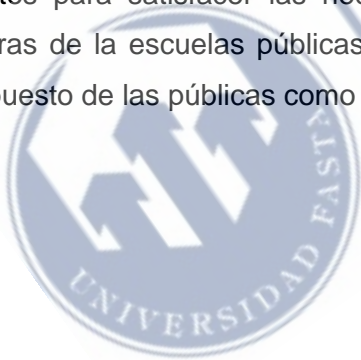 para satisfacer las
ras de la escuelas públicas
puesto de las públicas como
UNIVERSIDAD FASTA